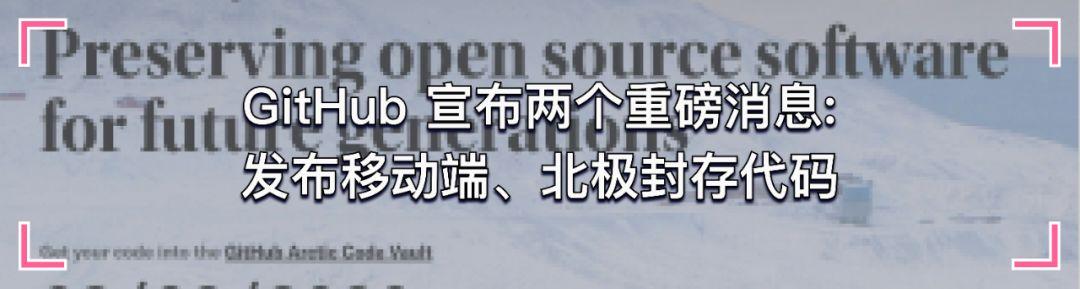 Preserving open source software
for future generations
GitHub 宣布两个重磅消息:
发布移动端、北极封存代码
Get your code into the GitHub Arctic Code Vault